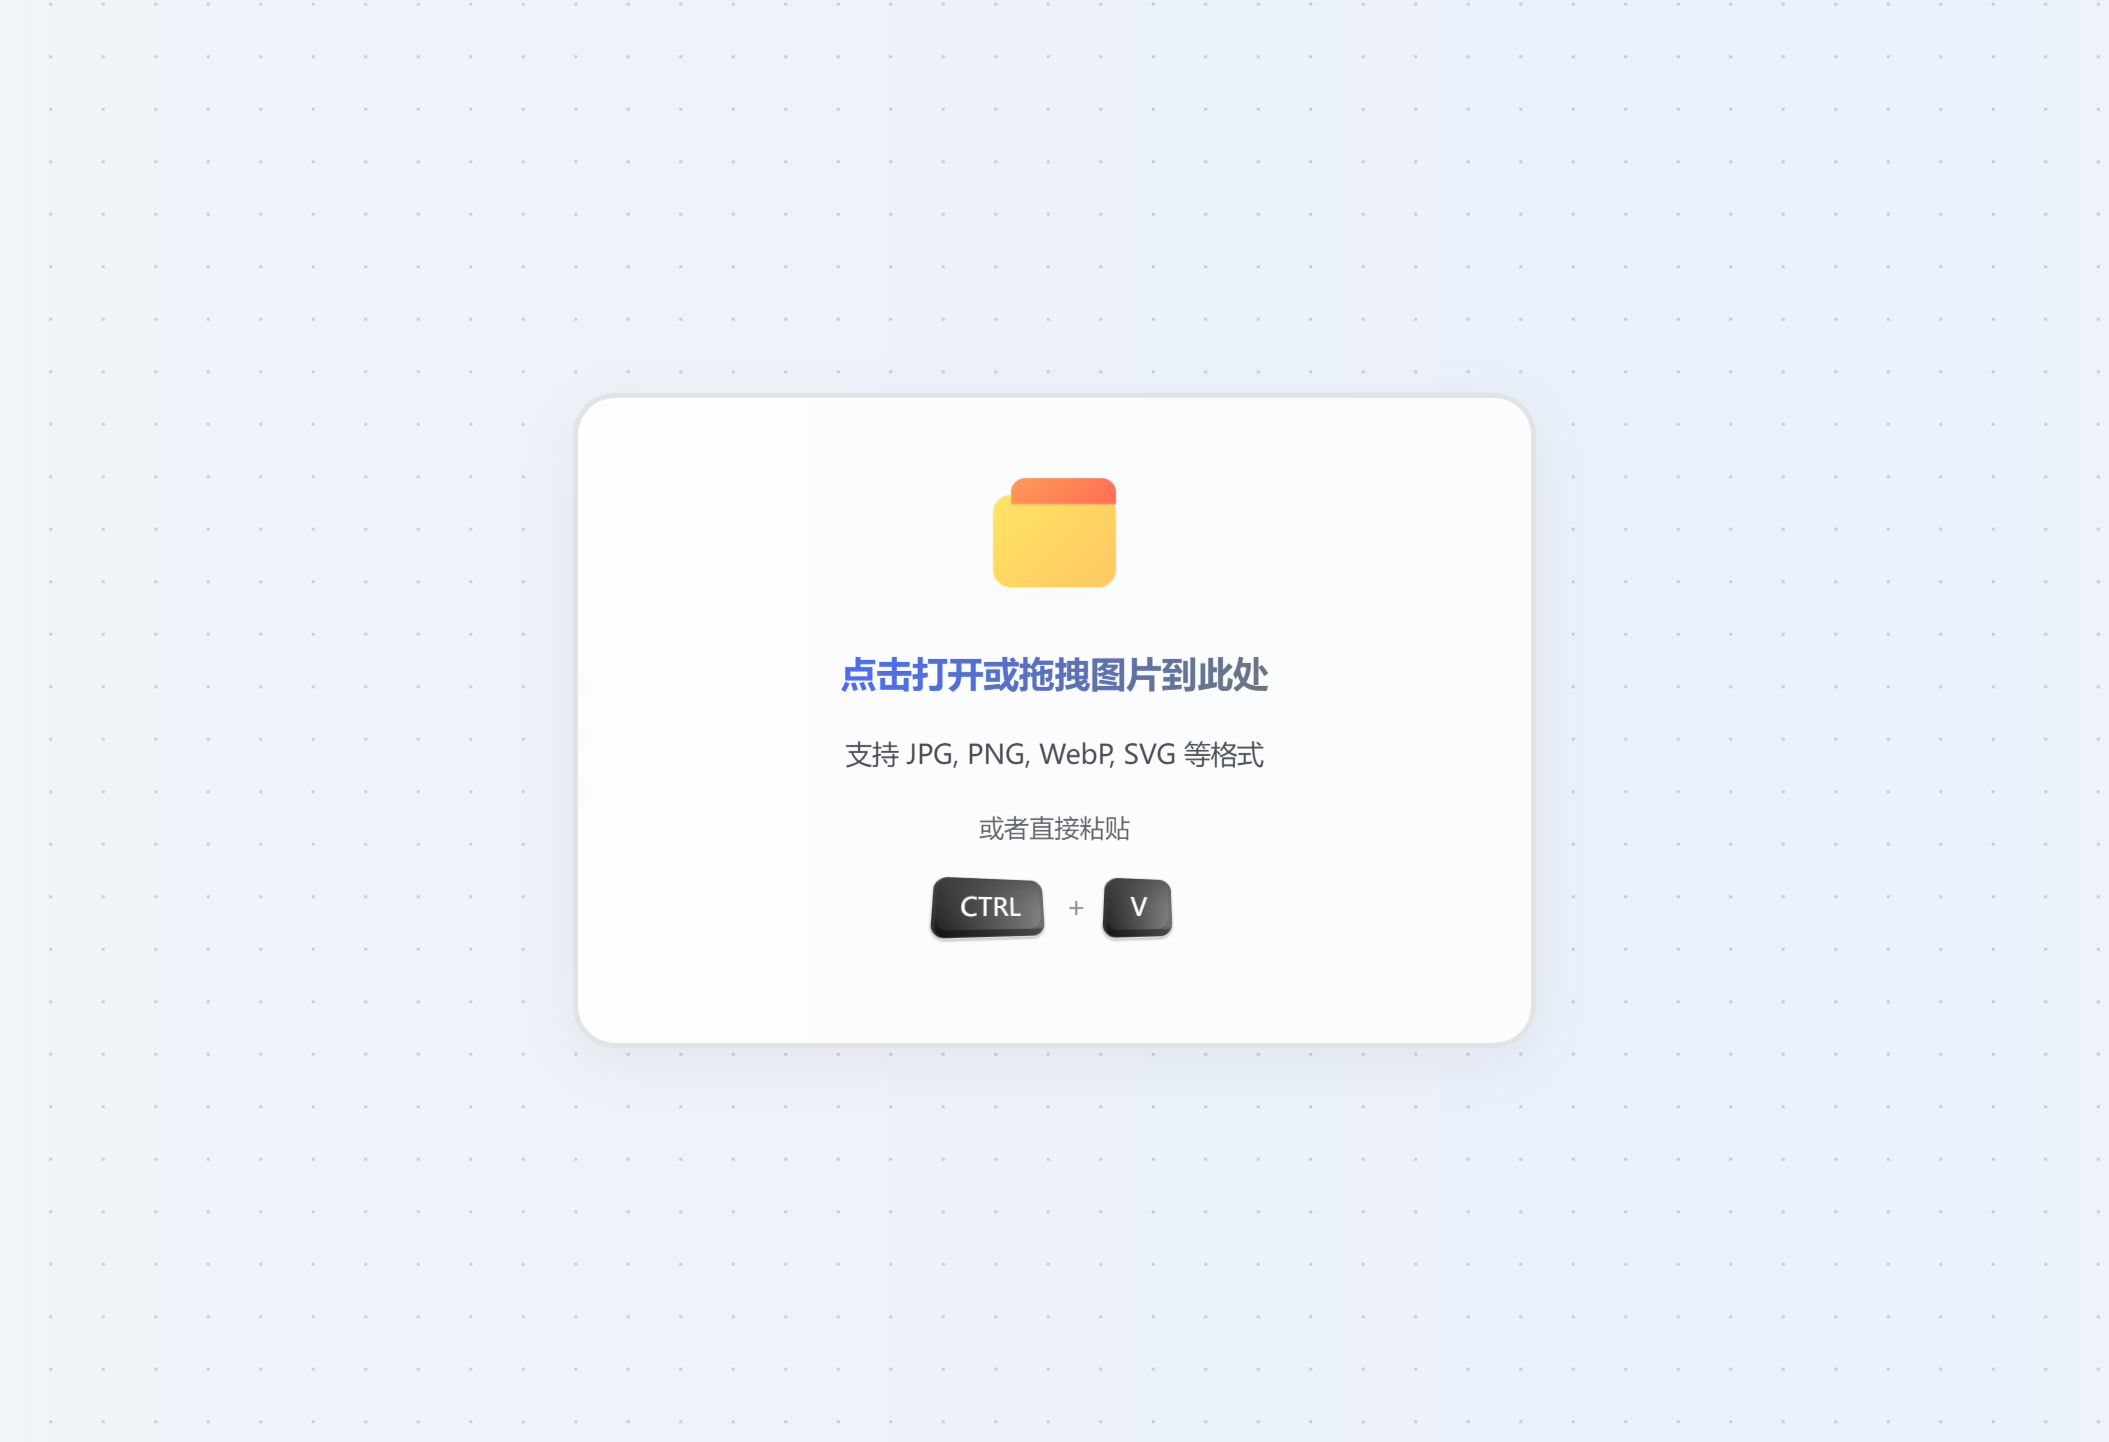 点击打开或拖拽图片到此处
支持 JPG, PNG, WebP, SVG 等格式
或者直接粘贴
CTRL + V